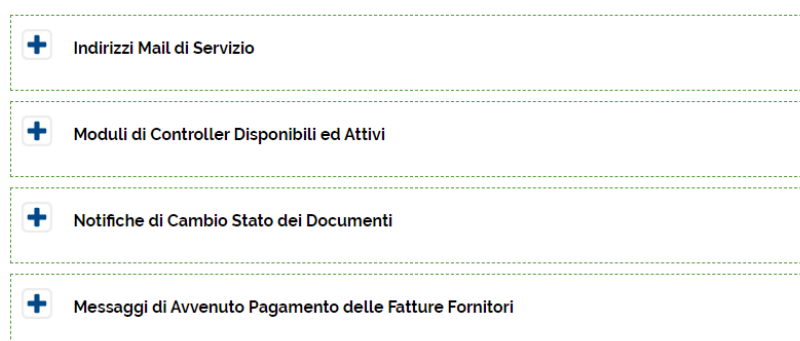 Indirizzi Mail di Servizio
Moduli di Controller Disponibili ed Attivi
Notifiche di Cambio Stato dei Documenti
Messaggi di Avvenuto Pagamento delle Fatture Fornitori